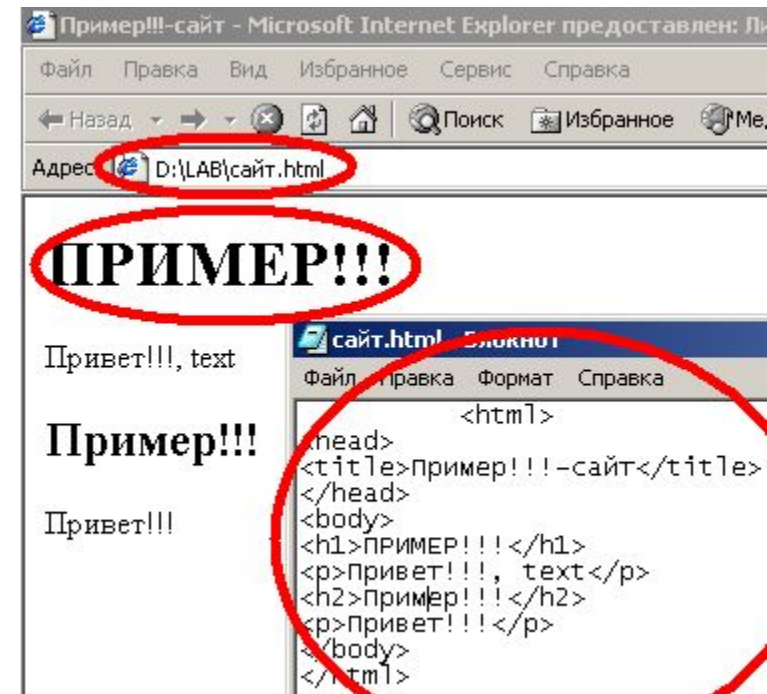 Пример!!!-сайт - Microsoft Internet Explorer предоставлен:
Файл Правка Вид Избранное Сервис Справка
Назад Поиск Избранное
Адрес D:\LAB\сайт.html
ПРИМЕР!!!
Привет!!!, text
Пример!!!
Привет!!!
сайт.html - Блокнот
Файл Правка Формат Справка
<html>
<head>
<title>Пример!!!-сайт</title>
</head>
<body>
<h1>ПРИМЕР!!!</h1>
<p>Привет!!!, text</p>
<h2>Пример!!!</h2>
<p>Привет!!!</p>
</body>
</html>